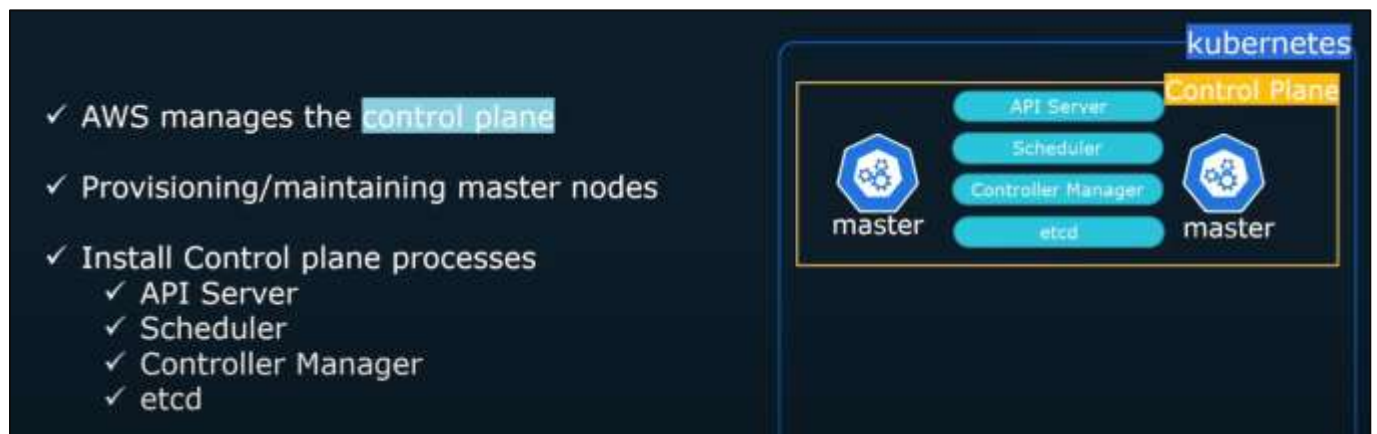 ✓ AWS manages the control plane
✓ Provisioning/maintaining master nodes
✓ Install Control plane processes
✓ API Server
✓ Scheduler
✓ Controller Manager
✓ etcd
kubernetes
Control Plane
API Server
Scheduler
Controller Manager
etcd
master
master